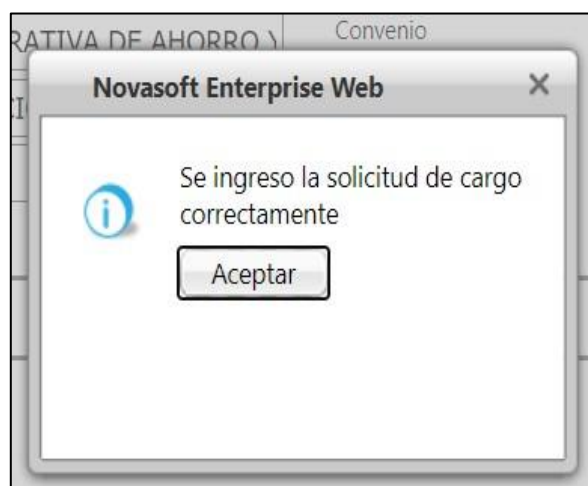 RATIVA DE AHORRO Y
Convenio
Novasoft Enterprise Web
Se ingreso la solicitud de cargo
correctamente
Aceptar